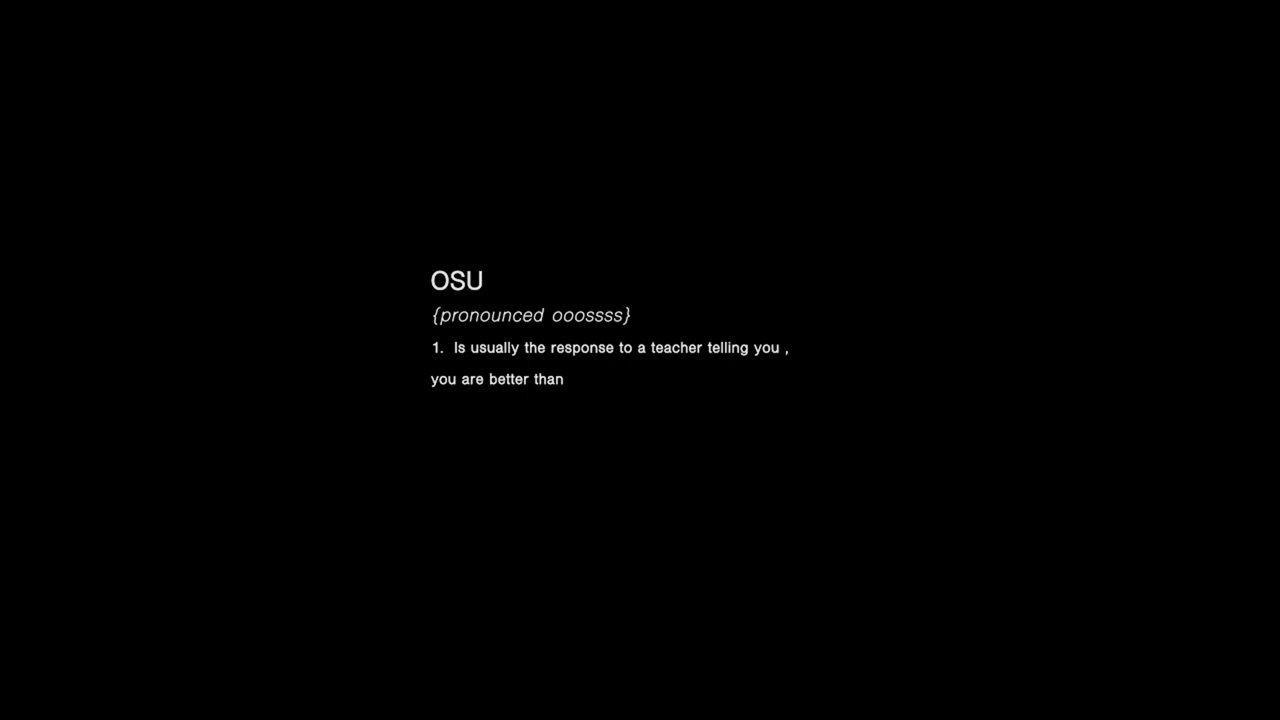 OSU
{pronounced ooossss}
1. Is usually the response to a teacher telling you ,
you are better than